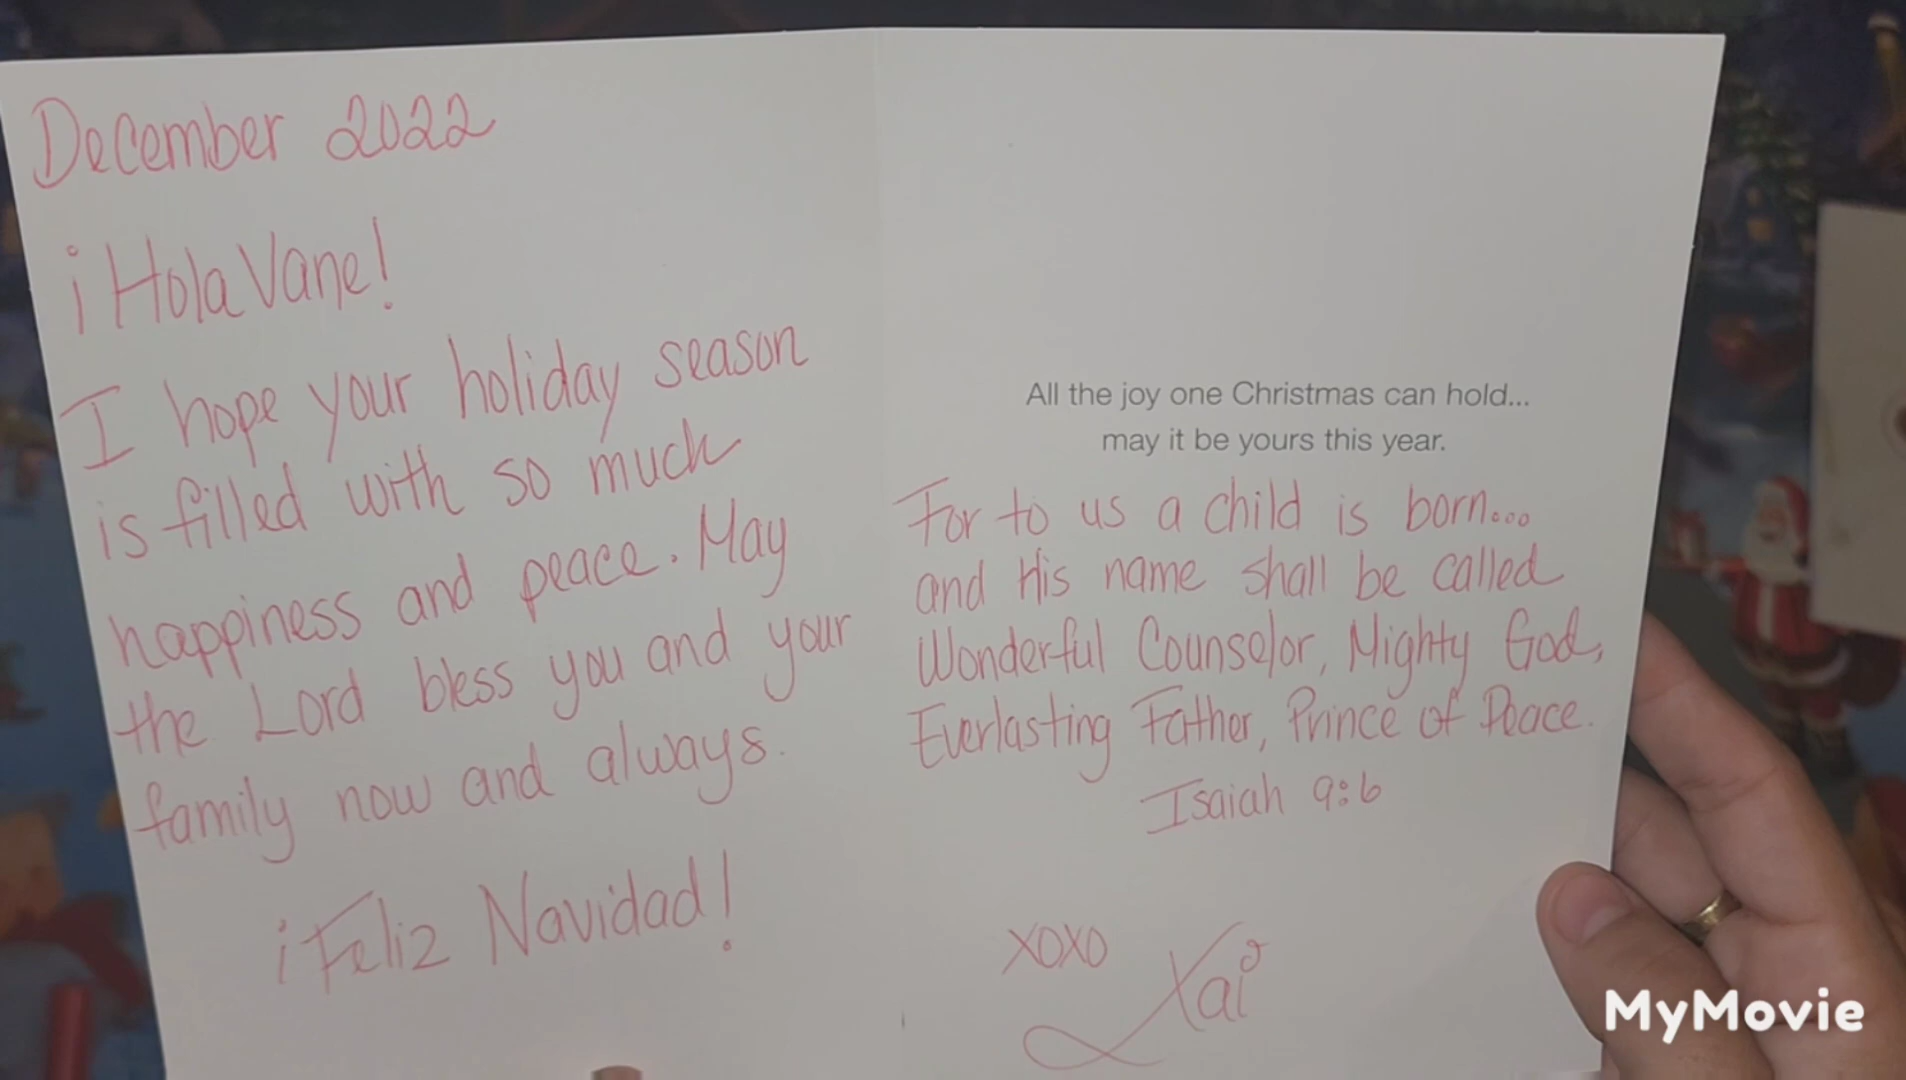 December 2022
¡Hola Vane!
I hope your holiday season
is filled with so much
happiness and peace. May
the Lord bless you and your
family now and always.
¡Feliz Navidad!
All the joy one Christmas can hold...
may it be yours this year.
For to us a child is born...
and His name shall be called
Wonderful Counselor, Mighty God,
Everlasting Father, Prince of Peace.
Isaiah 9:6
XOXO
Xai
MyMovie